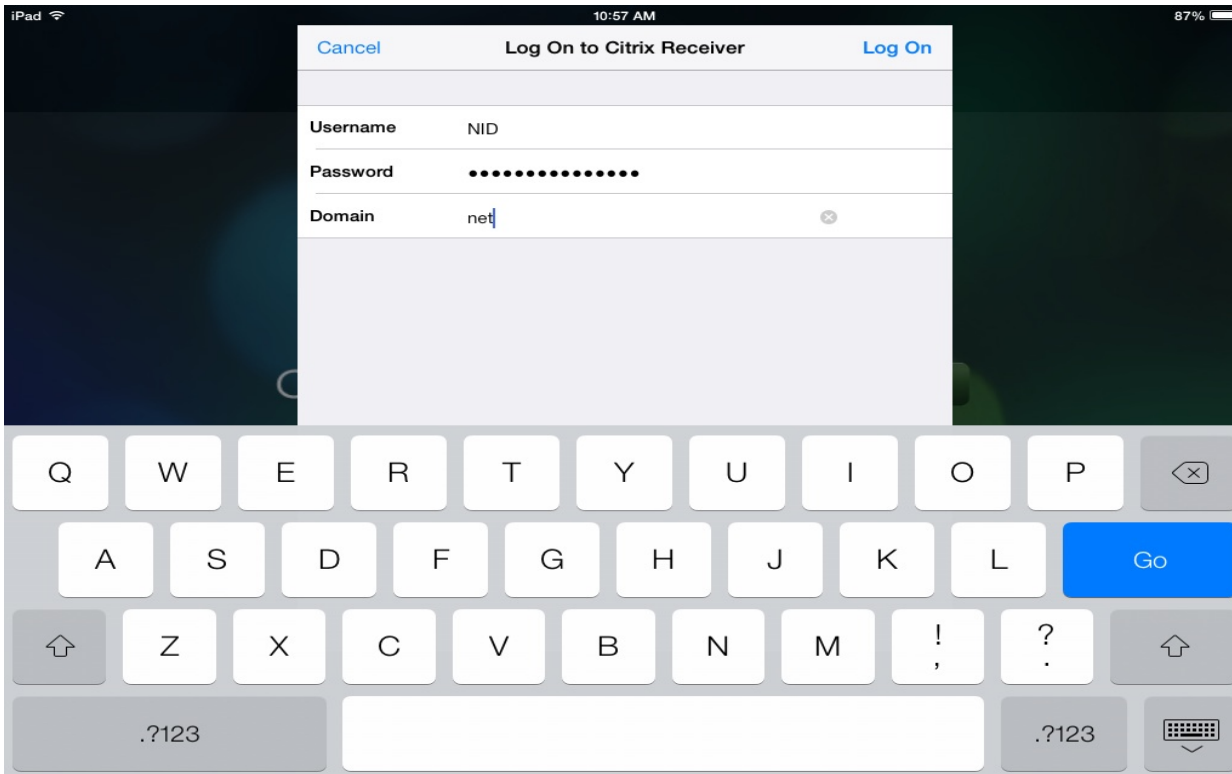 iPad 10:57 AM 87%
Cancel Log On to Citrix Receiver Log On
Username NID
Password ●●●●●●●●●●●●●●●
Domain net
Q W E R T Y U I O P
A S D F G H J K L Go
Z X C V B N M ! , ? .
.?123 .?123